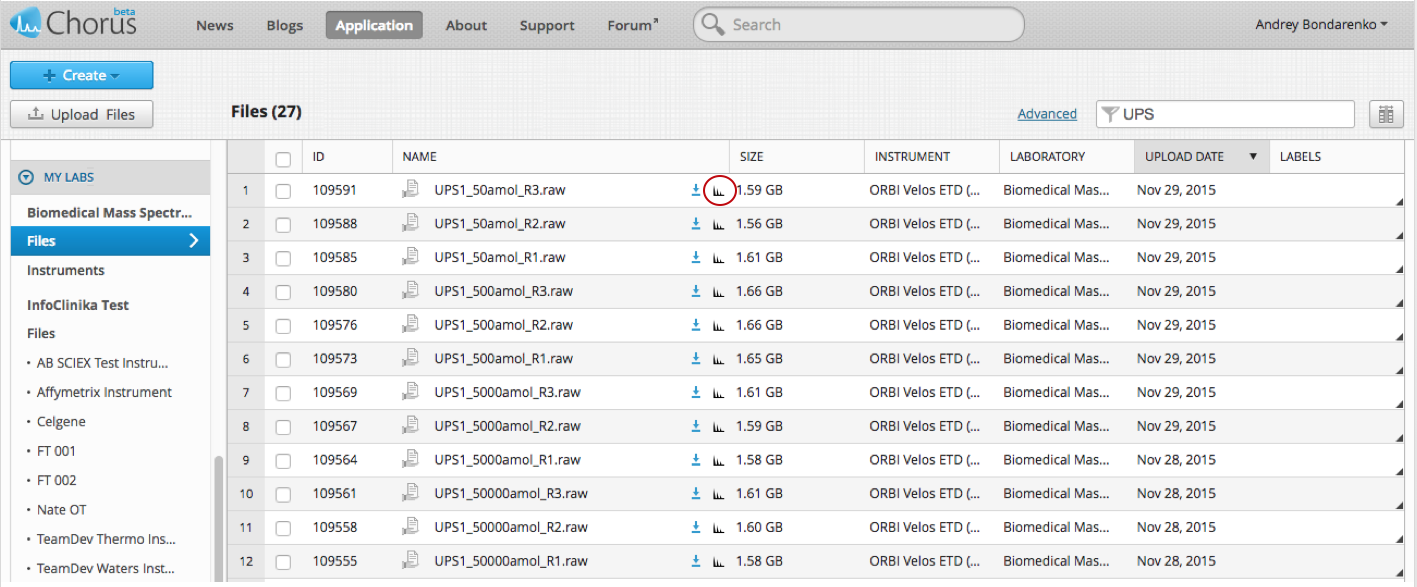 Chorus beta News Blogs Application About Support Forum Search Andrey Bondarenko
+ Create
Upload Files
Files (27) Advanced UPS
MY LABS
Biomedical Mass Spectr...
Files
Instruments
InfoClinika Test
Files
• AB SCIEX Test Instru...
• Affymetrix Instrument
• Celgene
• FT 001
• FT 002
• Nate OT
• TeamDev Thermo Ins...
• TeamDev Waters Inst...
ID NAME SIZE INSTRUMENT LABORATORY UPLOAD DATE ▼ LABELS
1 109591 UPS1_50amol_R3.raw 1.59 GB ORBI Velos ETD (... Biomedical Mas... Nov 29, 2015
2 109588 UPS1_50amol_R2.raw 1.56 GB ORBI Velos ETD (... Biomedical Mas... Nov 29, 2015
3 109585 UPS1_50amol_R1.raw 1.61 GB ORBI Velos ETD (... Biomedical Mas... Nov 29, 2015
4 109580 UPS1_500amol_R3.raw 1.66 GB ORBI Velos ETD (... Biomedical Mas... Nov 29, 2015
5 109576 UPS1_500amol_R2.raw 1.66 GB ORBI Velos ETD (... Biomedical Mas... Nov 29, 2015
6 109573 UPS1_500amol_R1.raw 1.65 GB ORBI Velos ETD (... Biomedical Mas... Nov 29, 2015
7 109569 UPS1_5000amol_R3.raw 1.61 GB ORBI Velos ETD (... Biomedical Mas... Nov 29, 2015
8 109567 UPS1_5000amol_R2.raw 1.59 GB ORBI Velos ETD (... Biomedical Mas... Nov 29, 2015
9 109564 UPS1_5000amol_R1.raw 1.58 GB ORBI Velos ETD (... Biomedical Mas... Nov 28, 2015
10 109561 UPS1_50000amol_R3.raw 1.61 GB ORBI Velos ETD (... Biomedical Mas... Nov 28, 2015
11 109558 UPS1_50000amol_R2.raw 1.60 GB ORBI Velos ETD (... Biomedical Mas... Nov 28, 2015
12 109555 UPS1_50000amol_R1.raw 1.58 GB ORBI Velos ETD (... Biomedical Mas... Nov 28, 2015